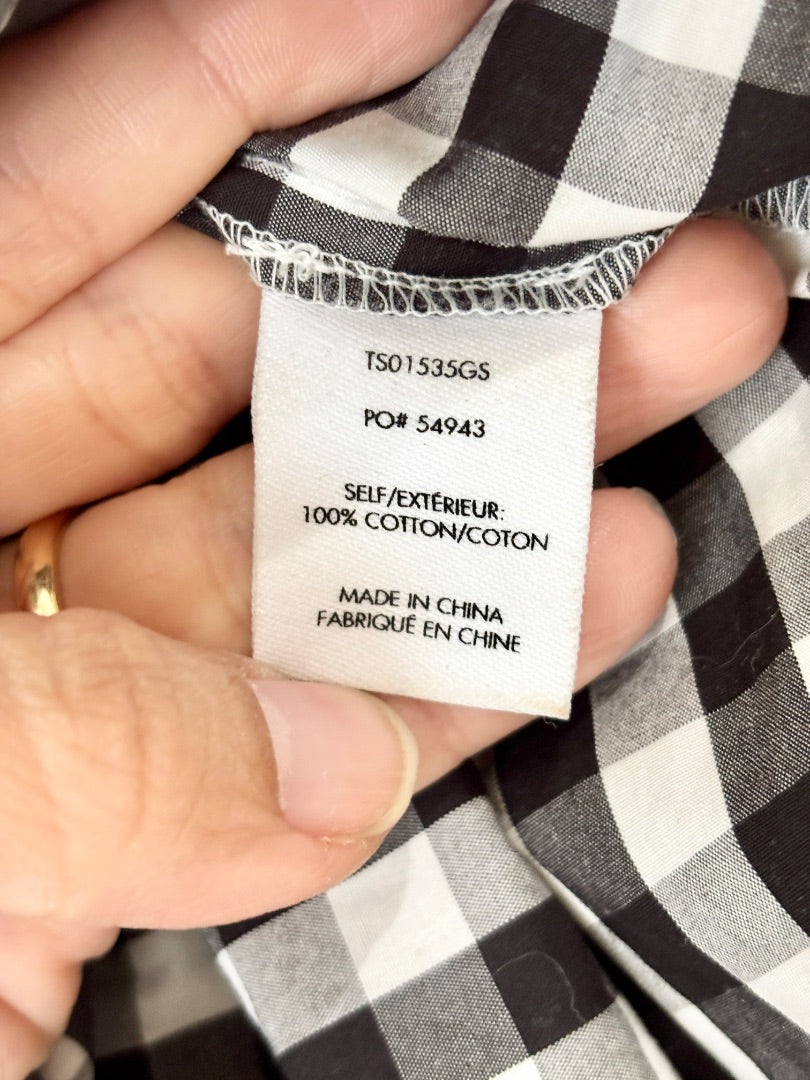 TS01535GS
PO# 54943
SELF/EXTÉRIEUR:
100% COTTON/COTON
MADE IN CHINA
FABRIQUÉ EN CHINE